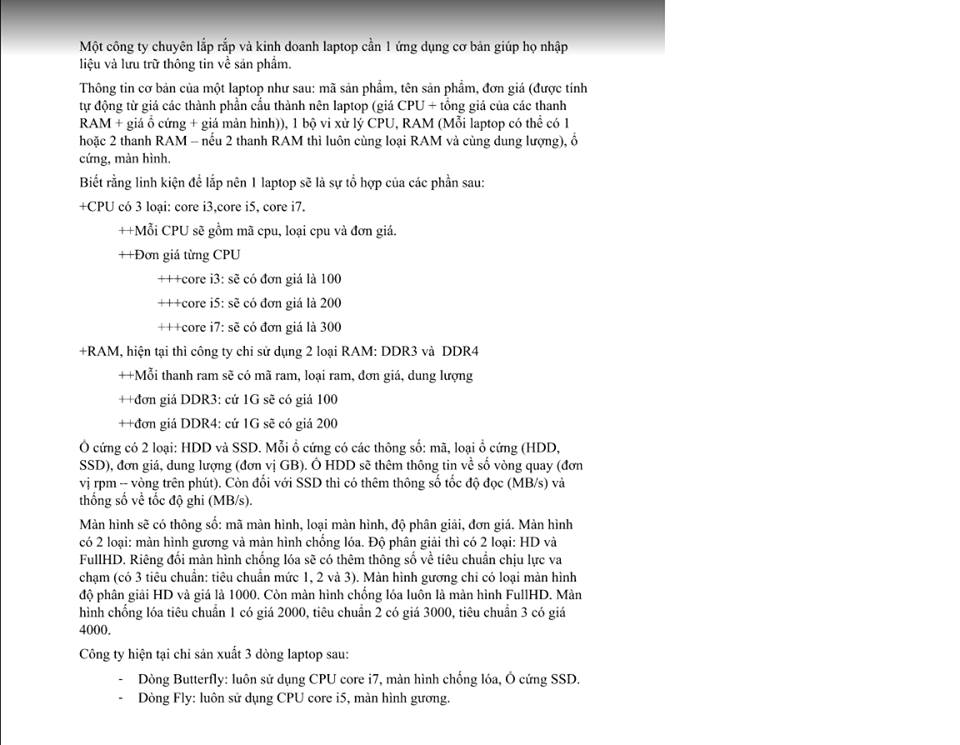 Một công ty chuyên lắp rắp và kinh doanh laptop cần 1 ứng dụng cơ bản giúp họ nhập
liệu và lưu trữ thông tin về sản phẩm.
Thông tin cơ bản của một laptop như sau: mã sản phẩm, tên sản phẩm, đơn giá (được tính
tự động từ giá các thành phần cấu thành nên laptop (giá CPU + tổng giá của các thanh
RAM + giá ổ cứng + giá màn hình)), 1 bộ vi xử lý CPU, RAM (Mỗi laptop có thể có 1
hoặc 2 thanh RAM – nếu 2 thanh RAM thì luôn cùng loại RAM và cùng dung lượng), ổ
cứng, màn hình.
Biết rằng linh kiện để lắp nên 1 laptop sẽ là sự tổ hợp của các phần sau:
+CPU có 3 loại: core i3,core i5, core i7.
++Mỗi CPU sẽ gồm mã cpu, loại cpu và đơn giá.
++Đơn giá từng CPU
+++core i3: sẽ có đơn giá là 100
+++core i5: sẽ có đơn giá là 200
+++core i7: sẽ có đơn giá là 300
+RAM, hiện tại thì công ty chỉ sử dụng 2 loại RAM: DDR3 và DDR4
++Mỗi thanh ram sẽ có mã ram, loại ram, đơn giá, dung lượng
++đơn giá DDR3: cứ 1G sẽ có giá 100
++đơn giá DDR4: cứ 1G sẽ có giá 200
Ổ cứng có 2 loại: HDD và SSD. Mỗi ổ cứng có các thông số: mã, loại ổ cứng (HDD,
SSD), đơn giá, dung lượng (đơn vị GB). Ổ HDD sẽ thêm thông tin về số vòng quay (đơn
vị rpm – vòng trên phút). Còn đối với SSD thì có thêm thông số tốc độ đọc (MB/s) và
thống số về tốc độ ghi (MB/s).
Màn hình sẽ có thông số: mã màn hình, loại màn hình, độ phân giải, đơn giá. Màn hình
có 2 loại: màn hình gương và màn hình chống lóa. Độ phân giải thì có 2 loại: HD và
FullHD. Riêng đối màn hình chống lóa sẽ có thêm thông số về tiêu chuẩn chịu lực va
chạm (có 3 tiêu chuẩn: tiêu chuẩn mức 1, 2 và 3). Màn hình gương chỉ có loại màn hình
độ phân giải HD và giá là 1000. Còn màn hình chống lóa luôn là màn hình FullHD. Màn
hình chống lóa tiêu chuẩn 1 có giá 2000, tiêu chuẩn 2 có giá 3000, tiêu chuẩn 3 có giá
4000.
Công ty hiện tại chỉ sản xuất 3 dòng laptop sau:
- Dòng Butterfly: luôn sử dụng CPU core i7, màn hình chống lóa, Ổ cứng SSD.
- Dòng Fly: luôn sử dụng CPU core i5, màn hình gương.